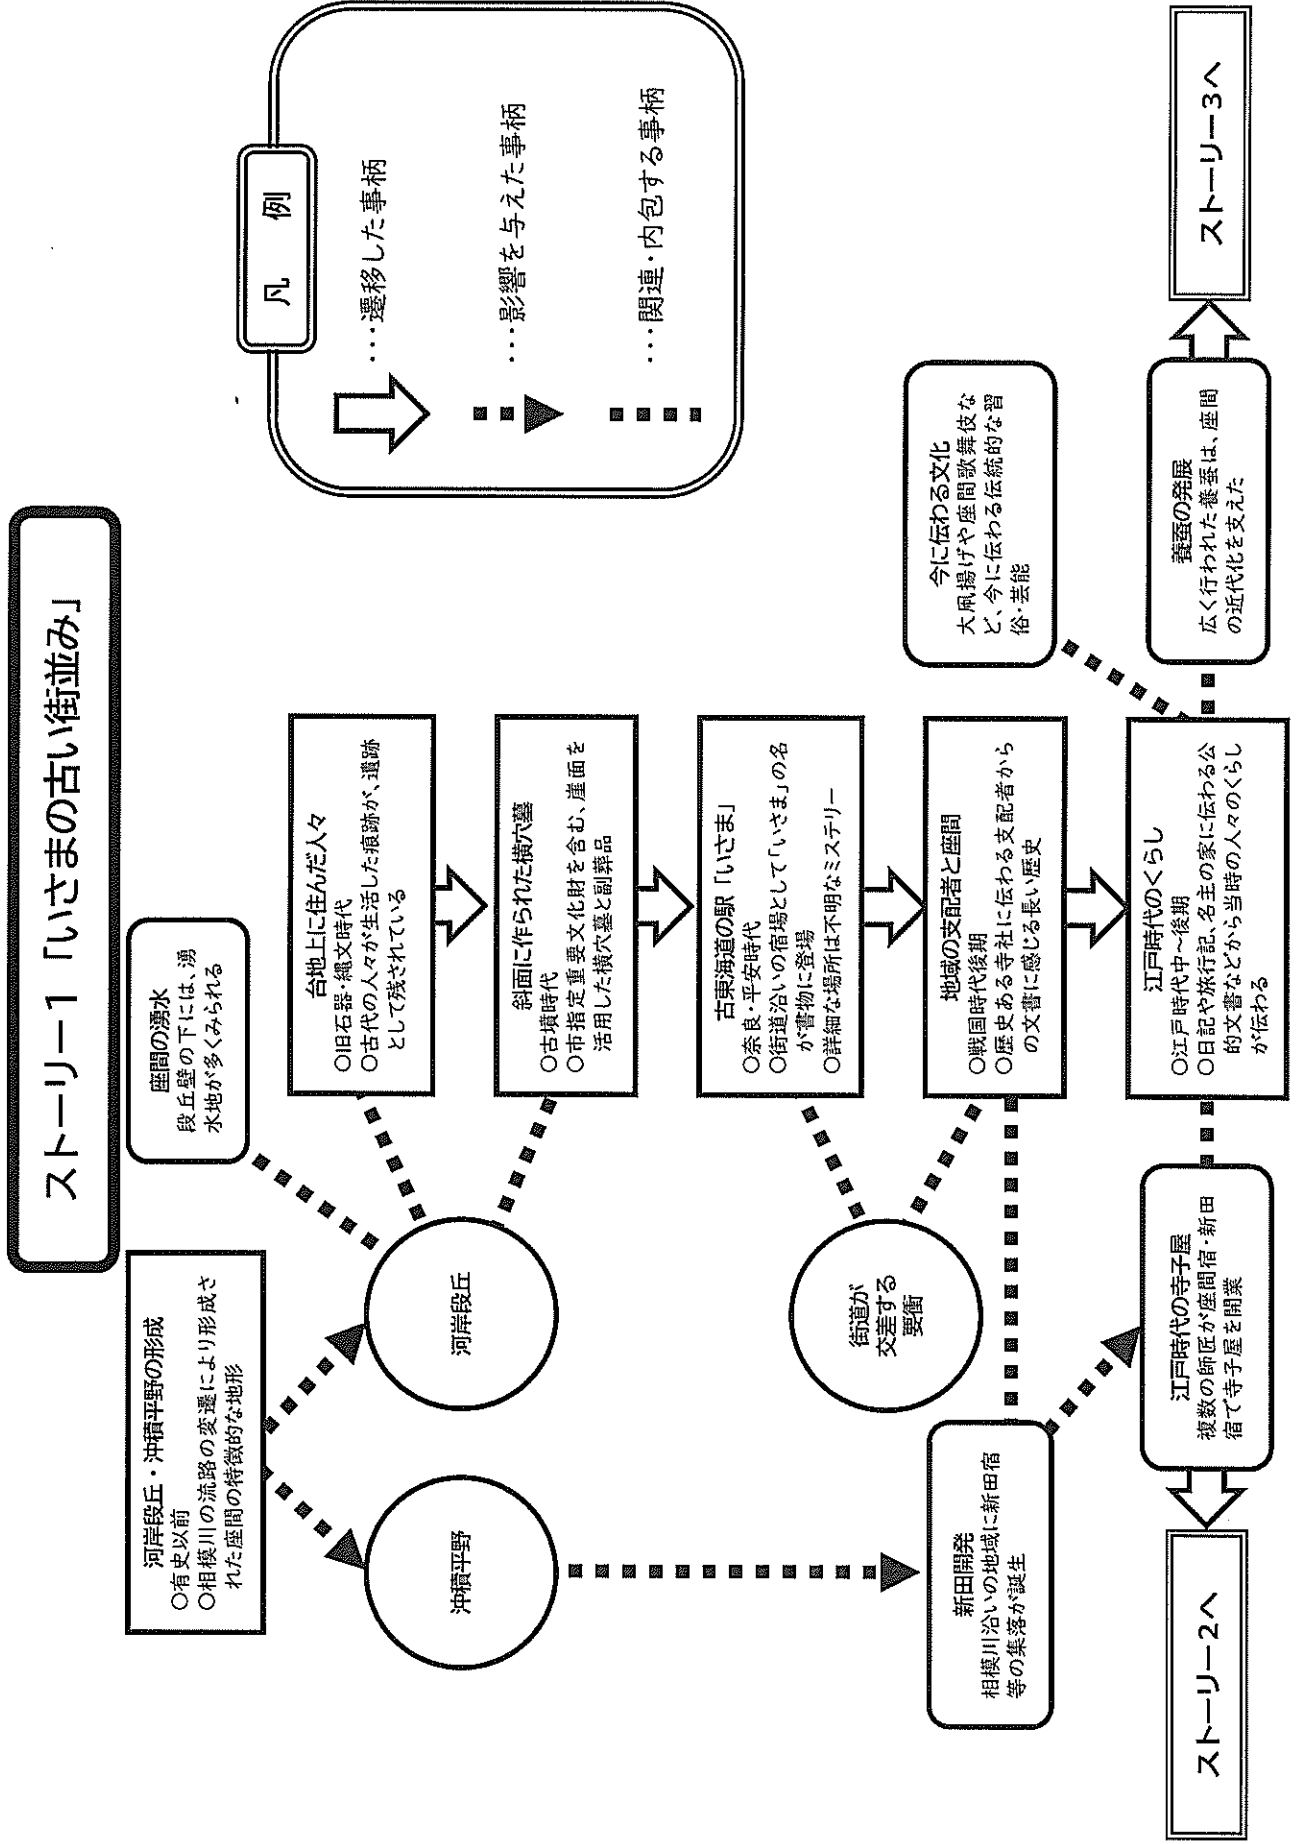 ストーリー1「いさまの古い街並み」
河岸段丘・沖積平野の形成
○有史以前
○相模川の流路の変遷により形成さ
れた座間の特徴的な地形
座間の湧水
段丘壁の下には、湧
水地が多くみられる
沖積平野
河岸段丘
台地上に住んだ人々
○旧石器・縄文時代
○古代の人々が生活した痕跡が、遺跡
として残されている
斜面に作られた横穴墓
○古墳時代
○市指定重要文化財を含む、崖面を
活用した横穴墓と副葬品
街道が
交差する
要衝
古東海道の駅「いさま」
○奈良・平安時代
○街道沿いの宿場として「いさま」の名
が書物に登場
○詳細な場所は不明なミステリー
新田開発
相模川沿いの地域に新田宿
等の集落が誕生
地域の支配者と座間
○戦国時代後期
○歴史ある寺社に伝わる支配者から
の文書に感じる長い歴史
今に伝わる文化
大凧揚げや座間歌舞伎な
ど、今に伝わる伝統的な習
俗・芸能
ストーリー2へ
江戸時代の寺子屋
複数の師匠が座間宿・新田
宿で寺子屋を開業
江戸時代のくらし
○江戸時代中～後期
○日記や旅行記、名主の家に伝わる公
的文書などから当時の人々のくらし
が伝わる
養蚕の発展
広く行われた養蚕は、座間
の近代化を支えた
ストーリー3へ
凡例
…遷移した事柄
…影響を与えた事柄
…関連・内包する事柄